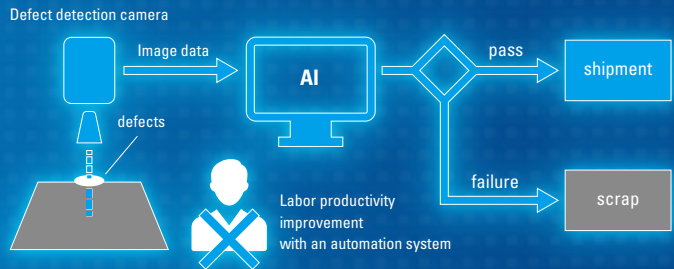 Defect detection camera
Image data
AI
pass
shipment
defects
failure
scrap
Labor productivity
improvement
with an automation system